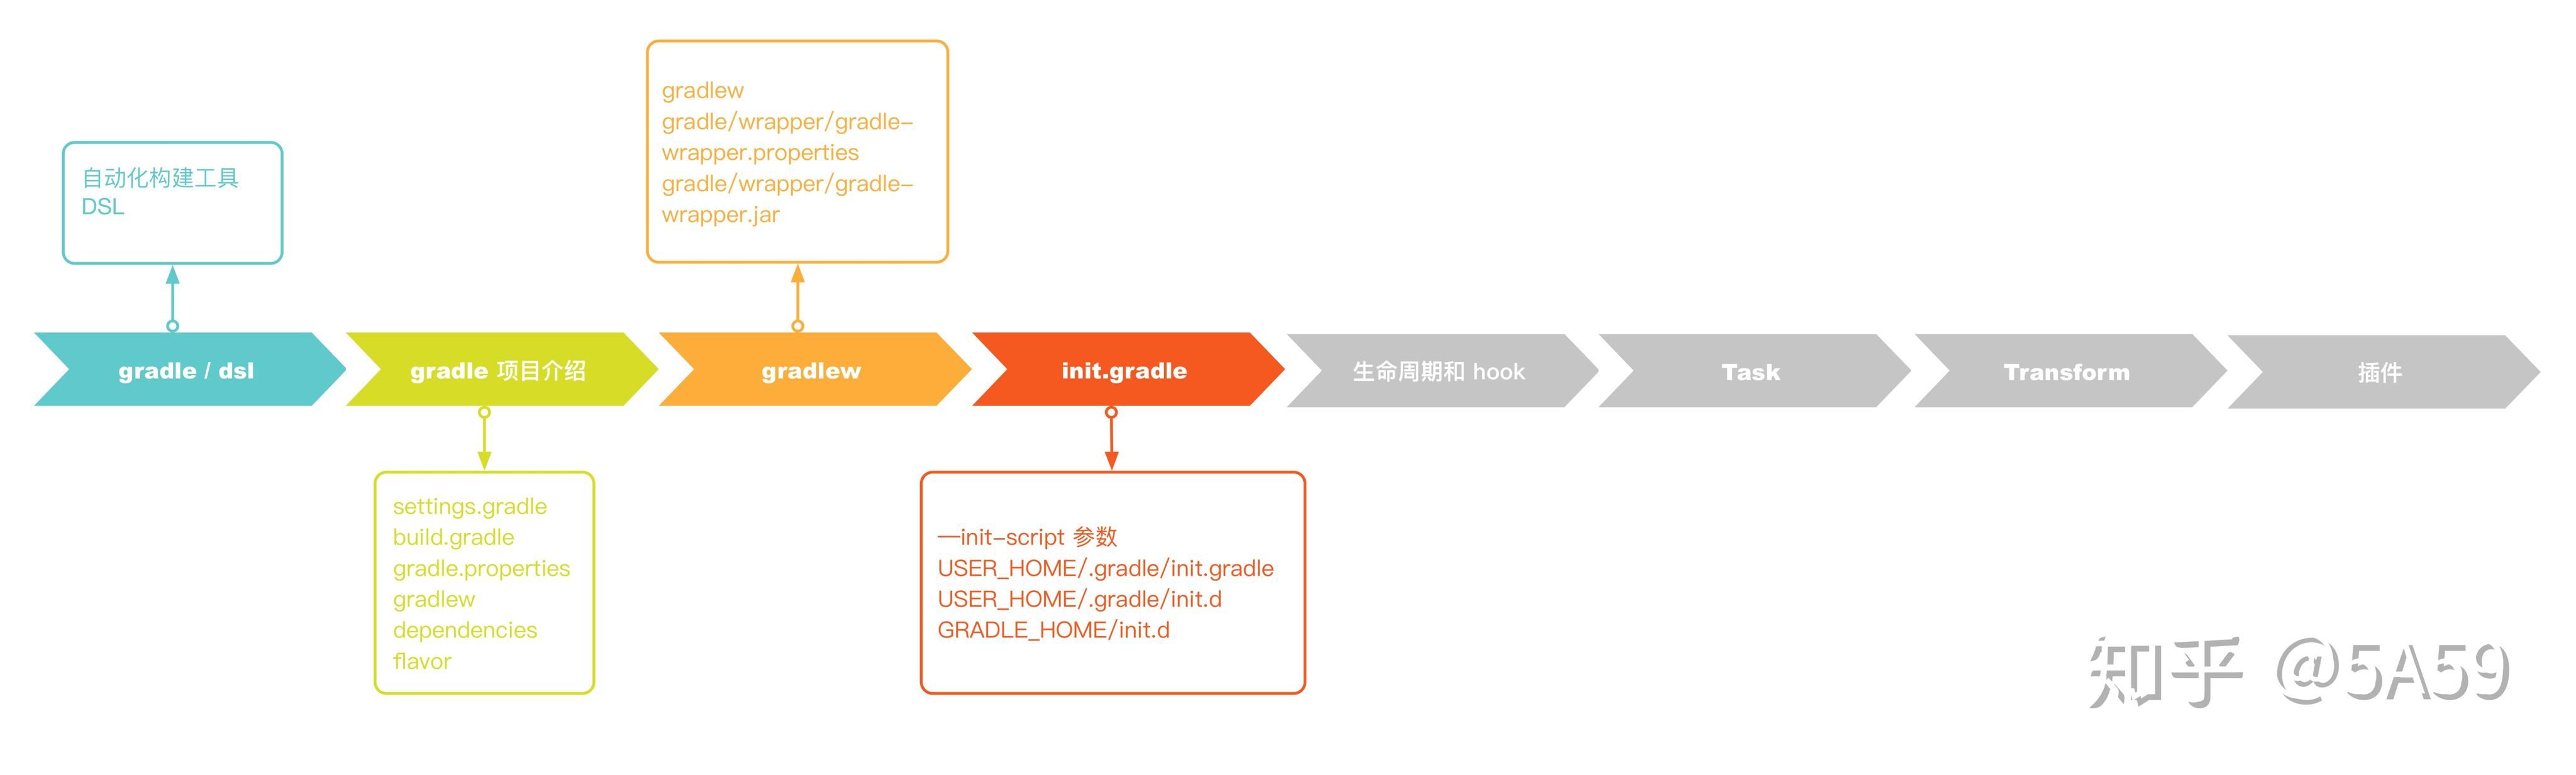 gradlew
gradle/wrapper/gradle-
wrapper.properties
gradle/wrapper/gradle-
wrapper.jar
自动化构建工具
DSL
gradle / dsl
gradle 项目介绍
gradlew
init.gradle
生命周期和 hook
Task
Transform
插件
settings.gradle
build.gradle
gradle.properties
gradlew
dependencies
flavor
—init-script 参数
USER_HOME/.gradle/init.gradle
USER_HOME/.gradle/init.d
GRADLE_HOME/init.d
知乎 @5A59